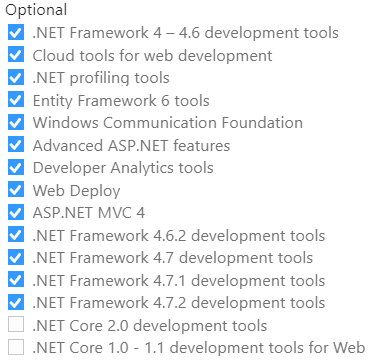 Optional
.NET Framework 4 – 4.6 development tools
Cloud tools for web development
.NET profiling tools
Entity Framework 6 tools
Windows Communication Foundation
Advanced ASP.NET features
Developer Analytics tools
Web Deploy
ASP.NET MVC 4
.NET Framework 4.6.2 development tools
.NET Framework 4.7 development tools
.NET Framework 4.7.1 development tools
.NET Framework 4.7.2 development tools
.NET Core 2.0 development tools
.NET Core 1.0 - 1.1 development tools for Web